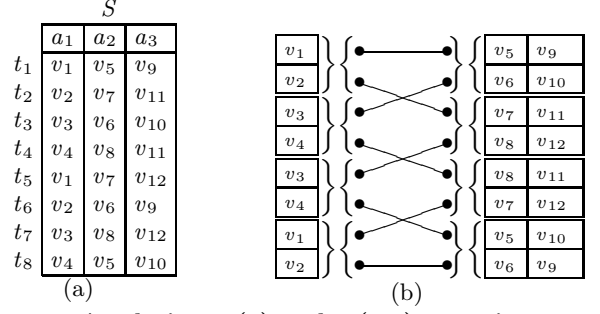 S
a1 a2 a3
t1 v1 v5 v9
t2 v2 v7 v11
t3 v3 v6 v10
t4 v4 v8 v11
t5 v1 v7 v12
t6 v2 v6 v9
t7 v3 v8 v12
t8 v4 v5 v10
(a)
v1 v5 v9
v2 v6 v10
v3 v7 v11
v4 v8 v12
v3 v8 v11
v4 v7 v12
v1 v5 v10
v2 v6 v9
(b)